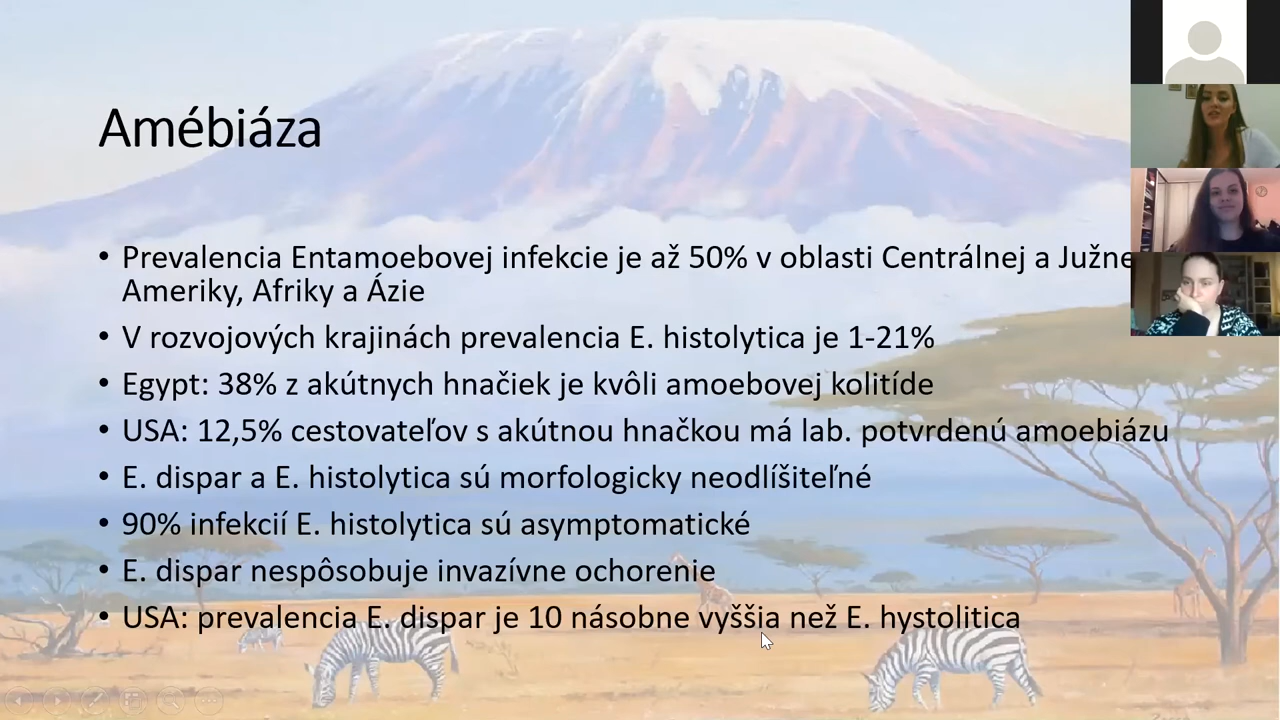 Amébiáza
• Prevalencia Entamoebovej infekcie je až 50% v oblasti Centrálnej a Južne
Ameriky, Afriky a Ázie
• V rozvojových krajinách prevalencia E. histolytica je 1-21%
• Egypt: 38% z akútnych hnačiek je kvôli amoebovej kolitíde
• USA: 12,5% cestovateľov s akútnou hnačkou má lab. potvrdenú amoebiázu
• E. dispar a E. histolytica sú morfologicky neodlíšiteľné
• 90% infekcií E. histolytica sú asymptomatické
• E. dispar nespôsobuje invazívne ochorenie
• USA: prevalencia E. dispar je 10 násobne vyššia než E. hystolitica